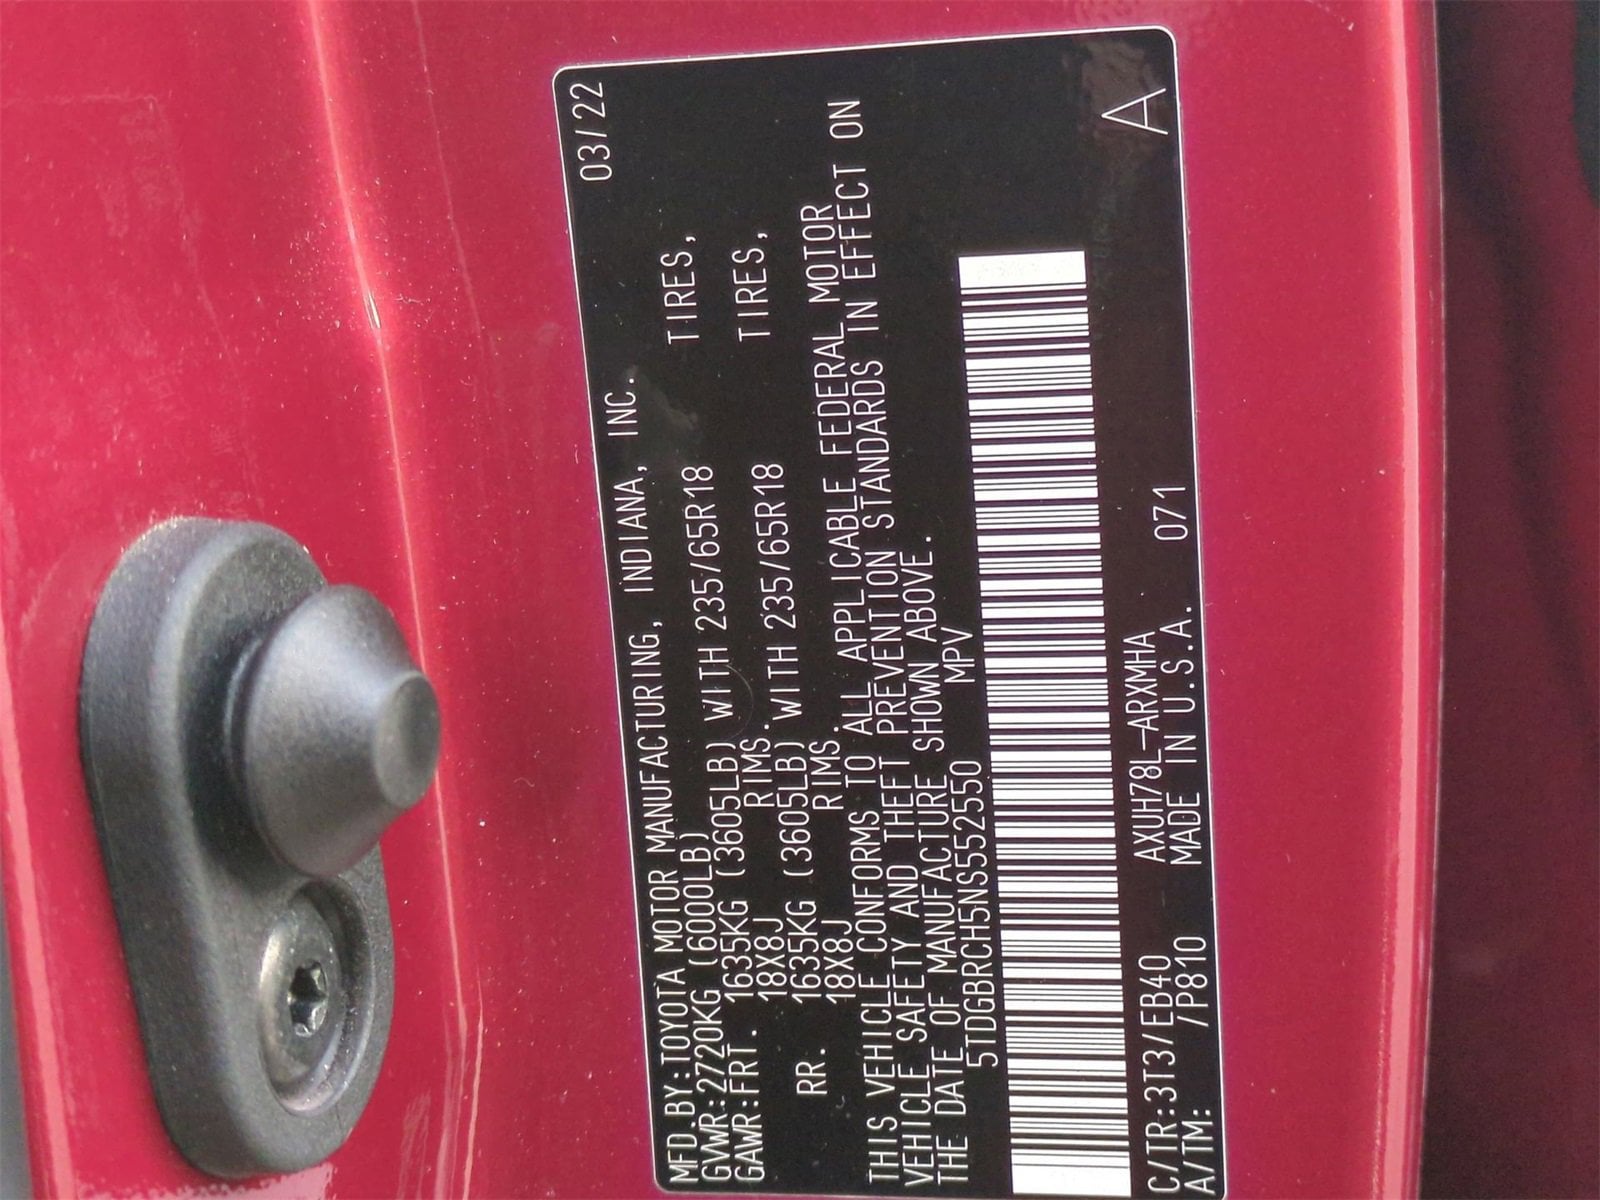 MFD.BY:TOYOTA MOTOR MANUFACTURING, INDIANA, INC. 03/22
GVWR:2720KG (6000LB)
GAWR:FRT. 1635KG (3605LB) WITH 235/65R18 TIRES,
18X8J RIMS.
RR. 1635KG (3605LB) WITH 235/65R18 TIRES,
18X8J RIMS.
THIS VEHICLE CONFORMS TO ALL APPLICABLE FEDERAL MOTOR
VEHICLE SAFETY AND THEFT PREVENTION STANDARDS IN EFFECT ON
THE DATE OF MANUFACTURE SHOWN ABOVE.
5TDGBRCH5NS552550 MPV
C/TR:3T3/EB40 AXUH78L-ARXMHA
A/TM: /P810 MADE IN U.S.A. 071
A